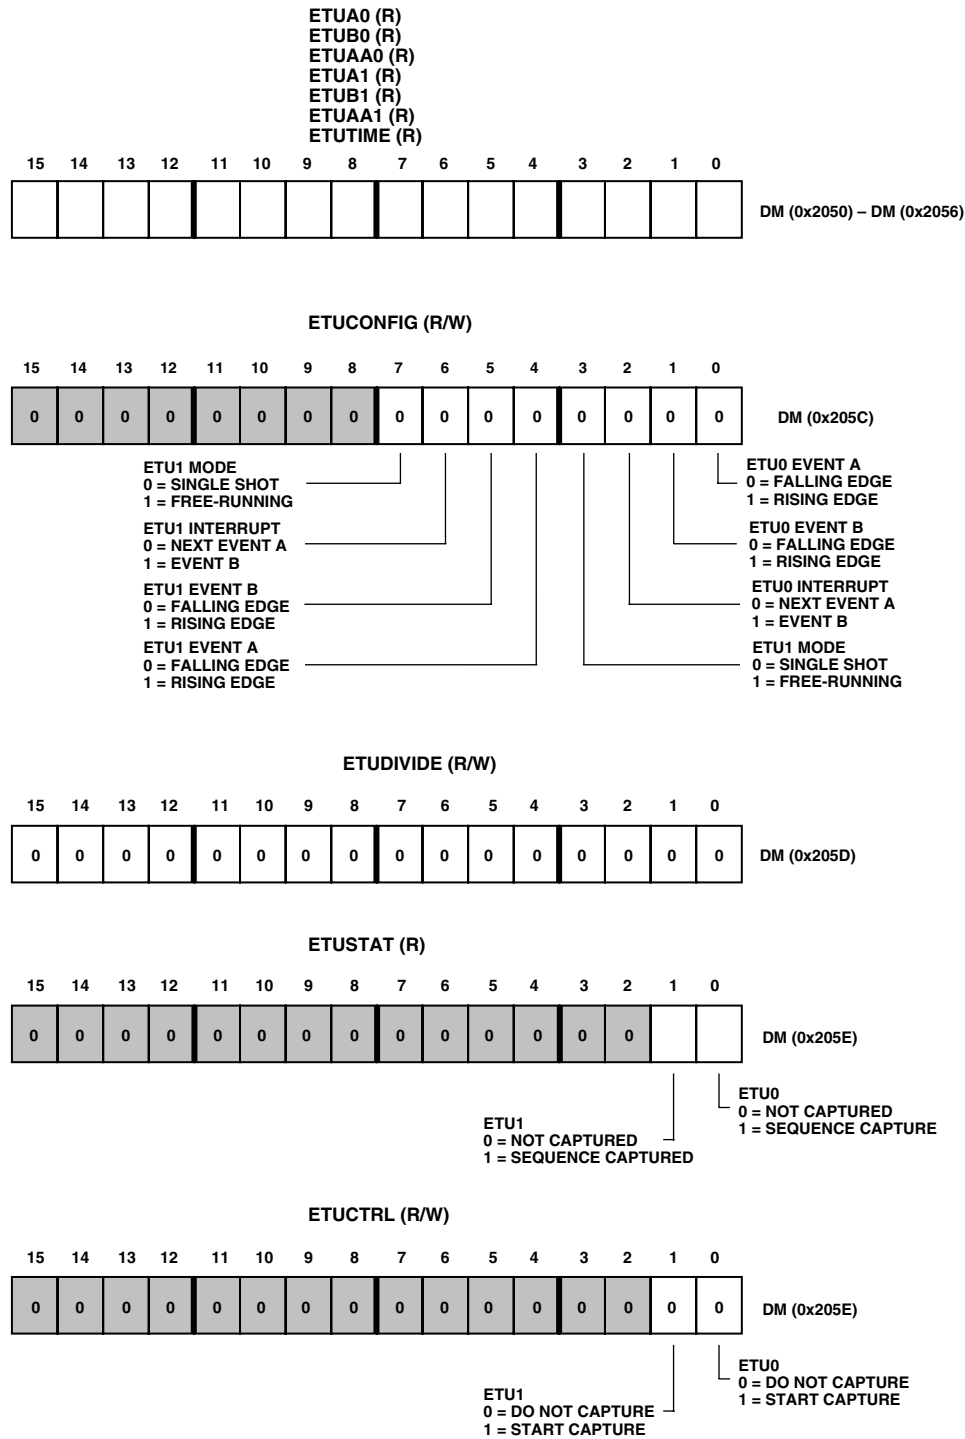 ETUA0 (R)
ETUB0 (R)
ETUAA0 (R)
ETUA1 (R)
ETUB1 (R)
ETUAA1 (R)
ETUTIME (R)
15 14 13 12 11 10 9 8 7 6 5 4 3 2 1 0
DM (0x2050) – DM (0x2056)
ETUCONFIG (R/W)
15 14 13 12 11 10 9 8 7 6 5 4 3 2 1 0
0 0 0 0 0 0 0 0 0 0 0 0 0 0 0 0
DM (0x205C)
ETU1 MODE
0 = SINGLE SHOT
1 = FREE-RUNNING
ETU1 INTERRUPT
0 = NEXT EVENT A
1 = EVENT B
ETU1 EVENT B
0 = FALLING EDGE
1 = RISING EDGE
ETU1 EVENT A
0 = FALLING EDGE
1 = RISING EDGE
ETU0 EVENT A
0 = FALLING EDGE
1 = RISING EDGE
ETU0 EVENT B
0 = FALLING EDGE
1 = RISING EDGE
ETU0 INTERRUPT
0 = NEXT EVENT A
1 = EVENT B
ETU1 MODE
0 = SINGLE SHOT
1 = FREE-RUNNING
ETUDIVIDE (R/W)
15 14 13 12 11 10 9 8 7 6 5 4 3 2 1 0
0 0 0 0 0 0 0 0 0 0 0 0 0 0 0 0
DM (0x205D)
ETUSTAT (R)
15 14 13 12 11 10 9 8 7 6 5 4 3 2 1 0
0 0 0 0 0 0 0 0 0 0 0 0 0 0
DM (0x205E)
ETU0
0 = NOT CAPTURED
1 = SEQUENCE CAPTURE
ETU1
0 = NOT CAPTURED
1 = SEQUENCE CAPTURED
ETUCTRL (R/W)
15 14 13 12 11 10 9 8 7 6 5 4 3 2 1 0
0 0 0 0 0 0 0 0 0 0 0 0 0 0 0 0
DM (0x205E)
ETU0
0 = DO NOT CAPTURE
1 = START CAPTURE
ETU1
0 = DO NOT CAPTURE
1 = START CAPTURE